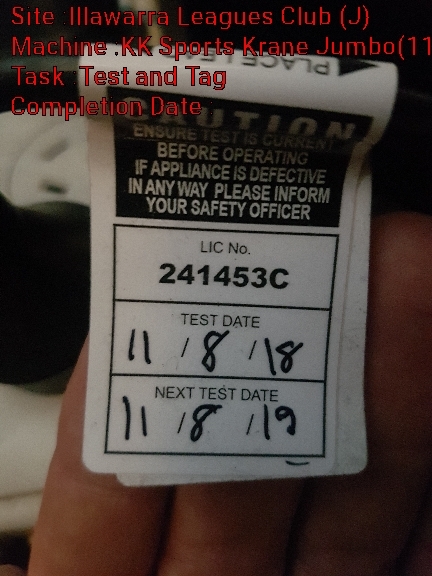 Site :Illawarra Leagues Club (J)
Machine :KK Sports Krane Jumbo(11
Task :Test and Tag
Completion Date :
CAUTION
ENSURE TEST IS CURRENT
BEFORE OPERATING
IF APPLIANCE IS DEFECTIVE
IN ANY WAY PLEASE INFORM
YOUR SAFETY OFFICER
LIC No.
241453C
TEST DATE
11 / 8 / 18
NEXT TEST DATE
11 / 8 / 19